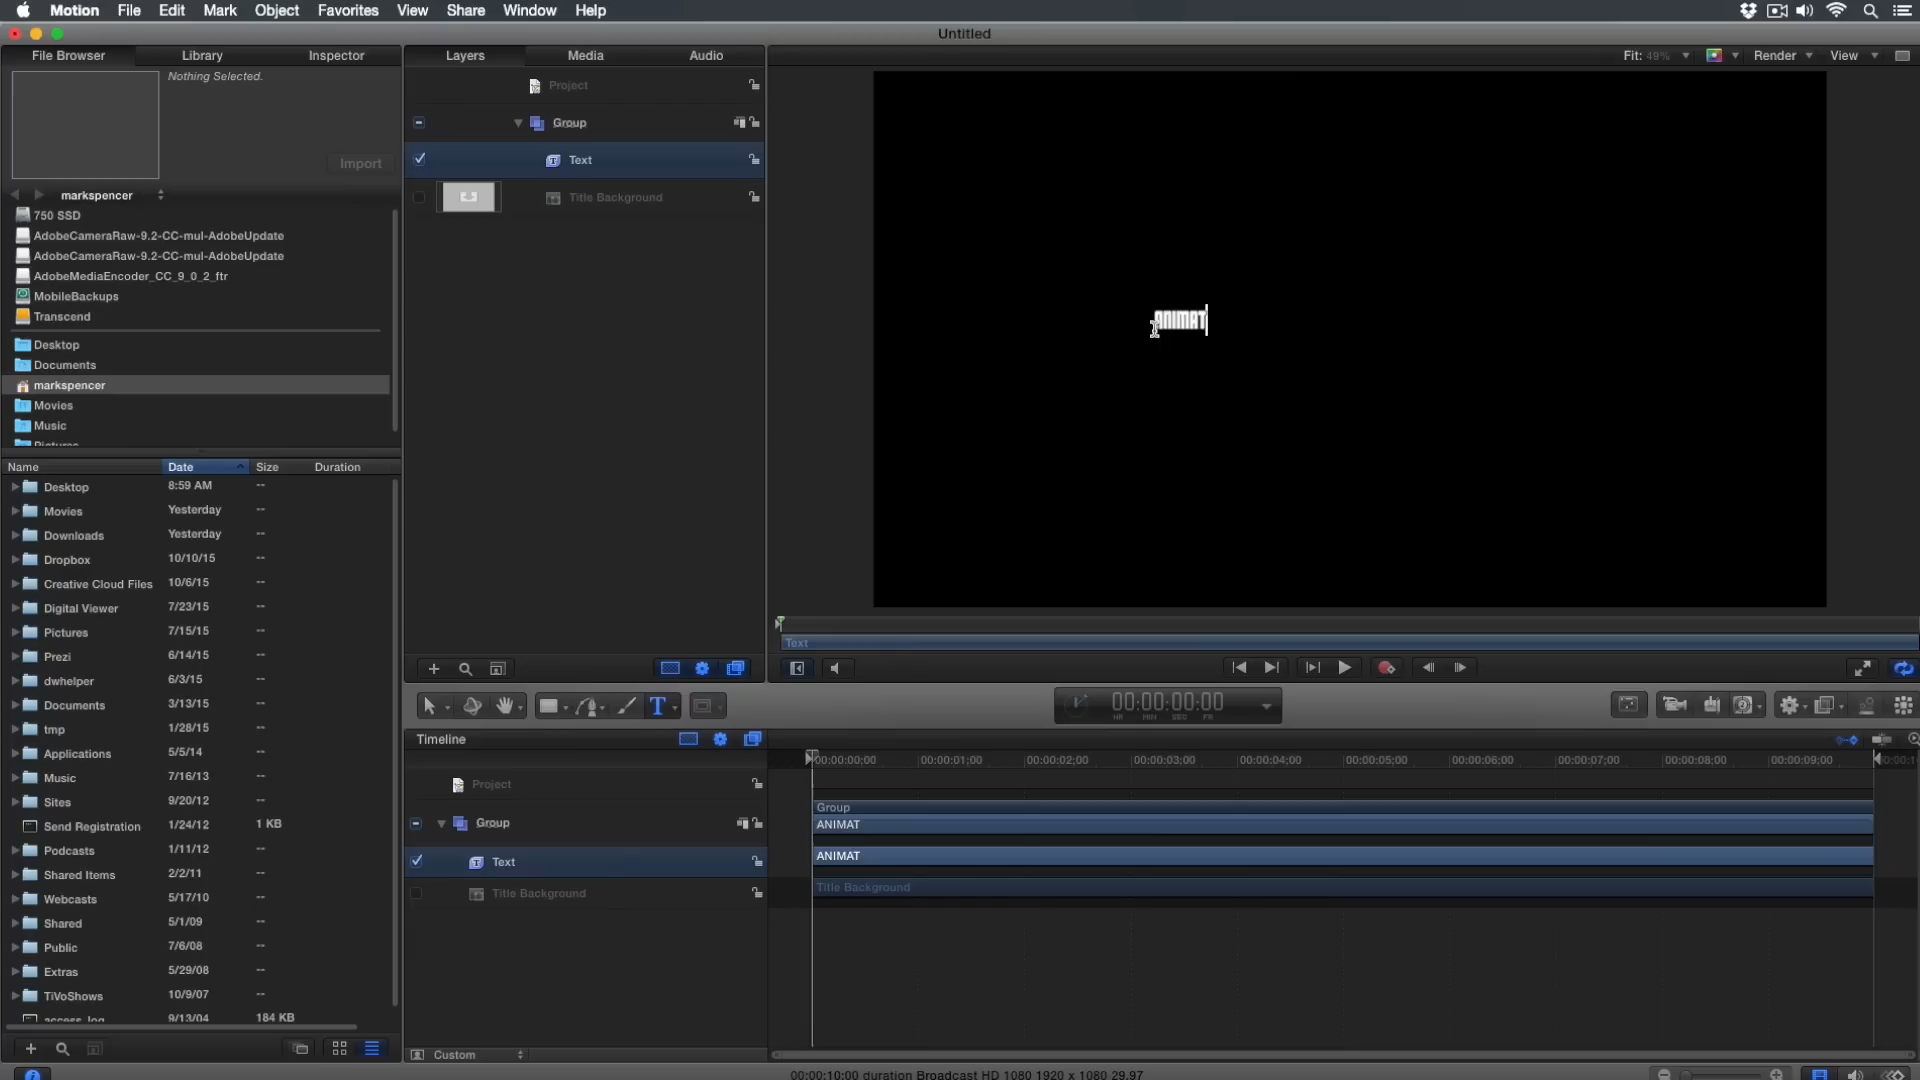 Motion File Edit Mark Object Favorites View Share Window Help
Untitled
File Browser Library Inspector
Nothing Selected.
Import
markspencer
750 SSD
AdobeCameraRaw-9.2-CC-mul-AdobeUpdate
AdobeCameraRaw-9.2-CC-mul-AdobeUpdate
AdobeMediaEncoder_CC_9_0_2_ftr
MobileBackups
Transcend
Desktop
Documents
markspencer
Movies
Music
Pictures
Name Date Size Duration
Desktop 8:59 AM --
Movies Yesterday --
Downloads Yesterday --
Dropbox 10/10/15 --
Creative Cloud Files 10/6/15 --
Digital Viewer 7/23/15 --
Pictures 7/15/15 --
Prezi 6/14/15 --
dwhelper 6/3/15 --
Documents 3/13/15 --
tmp 1/28/15 --
Applications 5/5/14 --
Music 7/16/13 --
Sites 9/20/12 --
Send Registration 1/24/12 1 KB
Podcasts 1/11/12 --
Shared Items 2/2/11 --
Webcasts 5/17/10 --
Shared 5/1/09 --
Public 7/6/08 --
Extras 5/29/08 --
TiVoShows 10/9/07 --
access_log 9/13/04 184 KB
Layers Media Audio
Project
Group
Text
Title Background
Fit: 49% Render View
ANIMAT
Text
T
00:00:00:00
HR MIN SEC FR
Timeline
00:00:00;00 00:00:01;00 00:00:02;00 00:00:03;00 00:00:04;00 00:00:05;00 00:00:06;00 00:00:07;00 00:00:08;00 00:00:09;00
Project
Group
Text
Title Background
Group
ANIMAT
ANIMAT
Title Background
Custom
00:00:10:00 duration Broadcast HD 1080 1920 x 1080 29.97